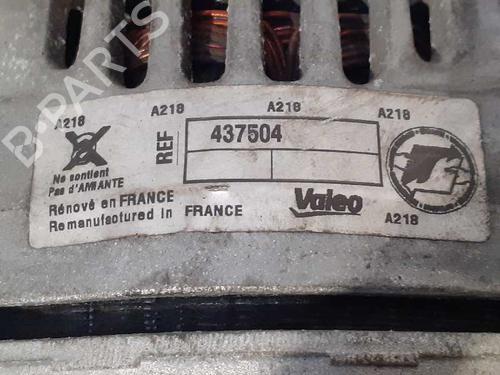 A218
A218
A218
A218
REF
437504
Ne contient
Pas d'AMIANTE
Rénové en FRANCE
Remanufactured in FRANCE
Valeo
A218
B-PARTS